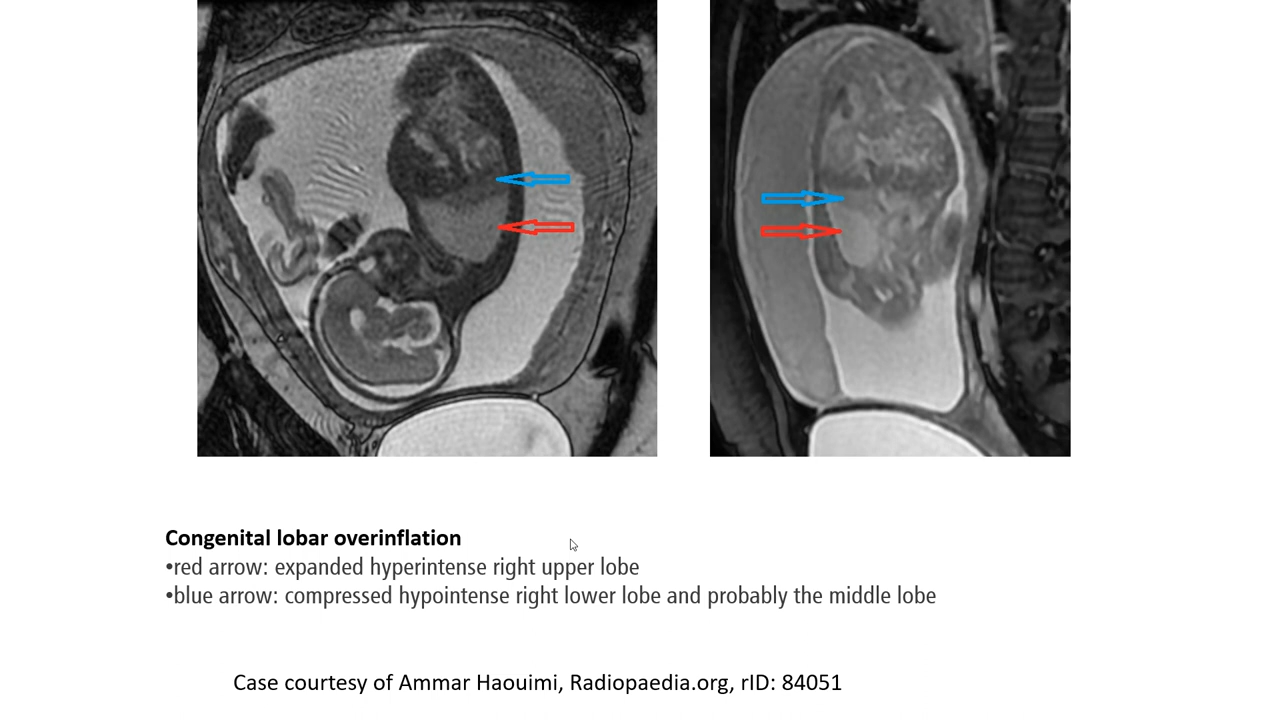 Congenital lobar overinflation
•red arrow: expanded hyperintense right upper lobe
•blue arrow: compressed hypointense right lower lobe and probably the middle lobe
Case courtesy of Ammar Haouimi, Radiopaedia.org, rID: 84051